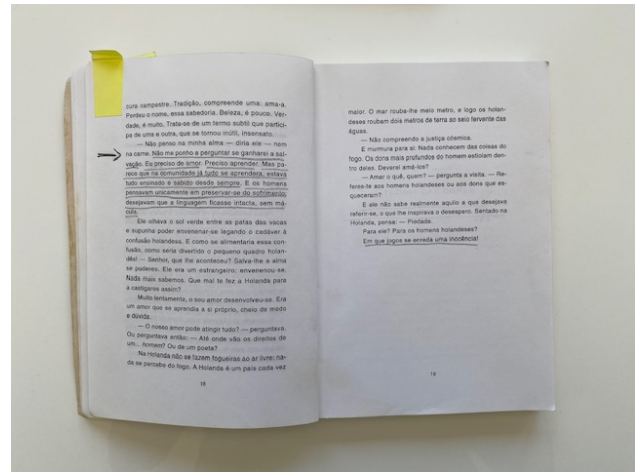 tura campestre. Tradição, compreende uma: ama-a.
Perdeu o nome, essa sabedoria. Beleza, é pouco. Ver-
dade, é muito. Trata-se de um termo subtil que partici-
pa de uma e outra, que se tornou inútil, insensato.
— Não penso na minha alma — diria ele — nem
na carne. Não me ponho a perguntar se ganharei a sal-
vação. Eu preciso de amor. Preciso aprender. Mas pa-
rece que na comunidade já tudo se aprendera, estava
tudo ensinado e sabido desde sempre. E os homens
pensavam unicamente em preservar-se do sofrimento,
desejavam que a linguagem ficasse intacta, sem má-
cula.
Ele olhava o sol verde entre as patas das vacas
e supunha poder envenenar-se legando o cadáver à
confusão holandesa. E como se alimentaria essa con-
fusão, como seria divertido o pequeno quadro holan-
dês! — Senhor, que lhe aconteceu? Salve-lhe a alma
se puderes. Ele era um estrangeiro: envenenou-se.
Nada mais sabemos. Que mal te fez a Holanda para
a castigares assim?
Muito lentamente, o seu amor desenvolveu-se. Era
um amor que se aprendia a si próprio, cheio de medo
e dúvida.
— O nosso amor pode atingir tudo? — perguntava.
Ou perguntava então: — Até onde vão os direitos de
um... homem? Ou de um poeta?
Na Holanda não se fazem fogueiras ao ar livre: na-
da se percebe do fogo. A Holanda é um país cada vez
18
maior. O mar rouba-lhe meio metro, e logo os holan-
deses roubam dois metros de terra ao seio fervente das
águas.
— Não compreendo a justiça cósmica.
E murmura para si: Nada conhecem das coisas do
fogo. Os dons mais profundos do homem estiolam den-
tro deles. Deverei amá-los?
— Amar o quê, quem? — pergunta a visita. — Re-
feres-te aos homens holandeses ou aos dons que es-
queceram?
E ele não sabe realmente aquilo a que desejava
referir-se, o que lhe inspirava o desespero. Sentado na
Holanda, pensa: — Piedade.
Para ele? Para os homens holandeses?
Em que jogos se enreda uma inocência!
19